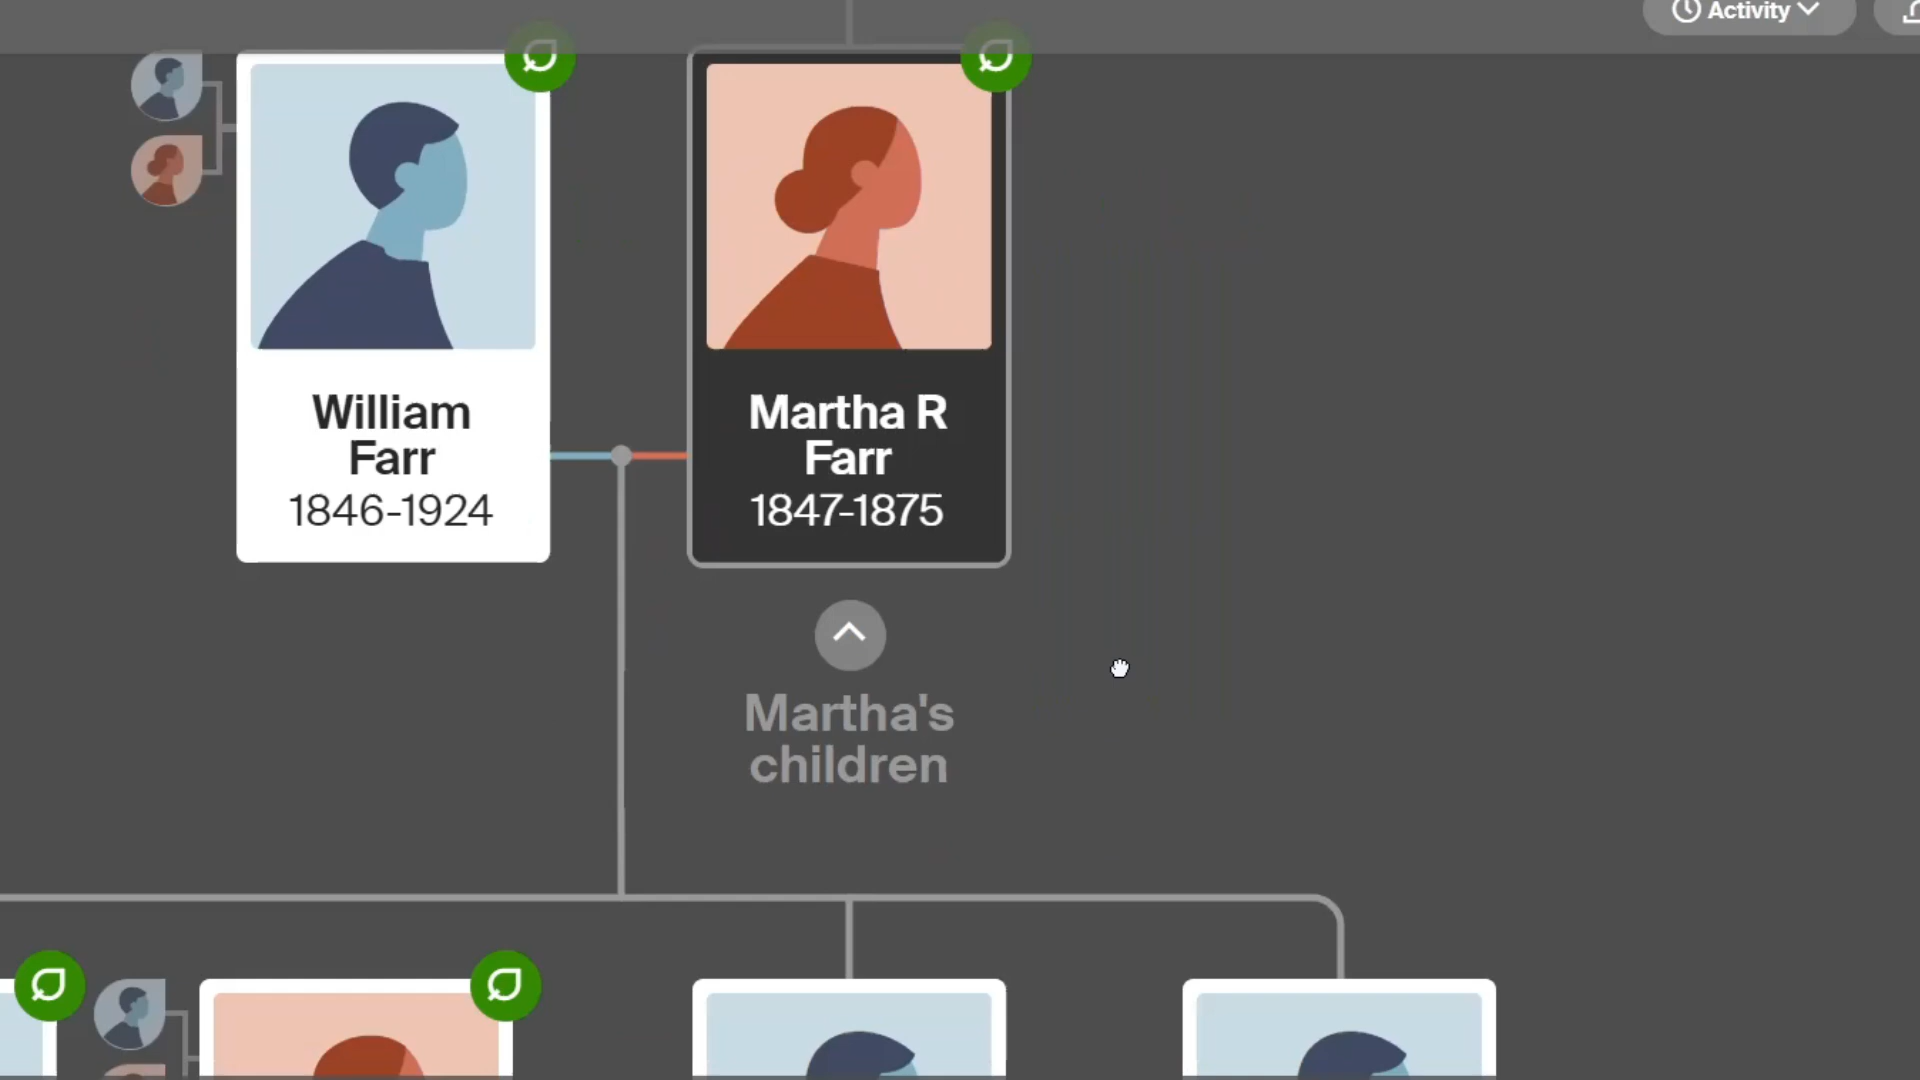 Activity
William
Farr
1846-1924
Martha R
Farr
1847-1875
Martha's
children